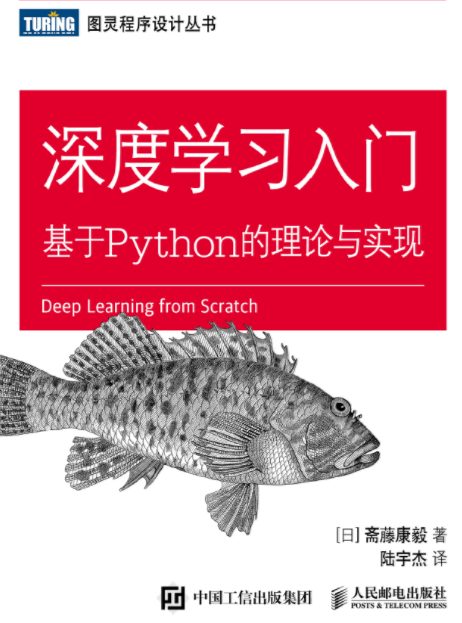 TURING 图灵程序设计丛书
深度学习入门
基于Python的理论与实现
Deep Learning from Scratch
[日] 斋藤康毅 著
陆宇杰 译
中国工信出版集团 人民邮电出版社
POSTS & TELECOM PRESS